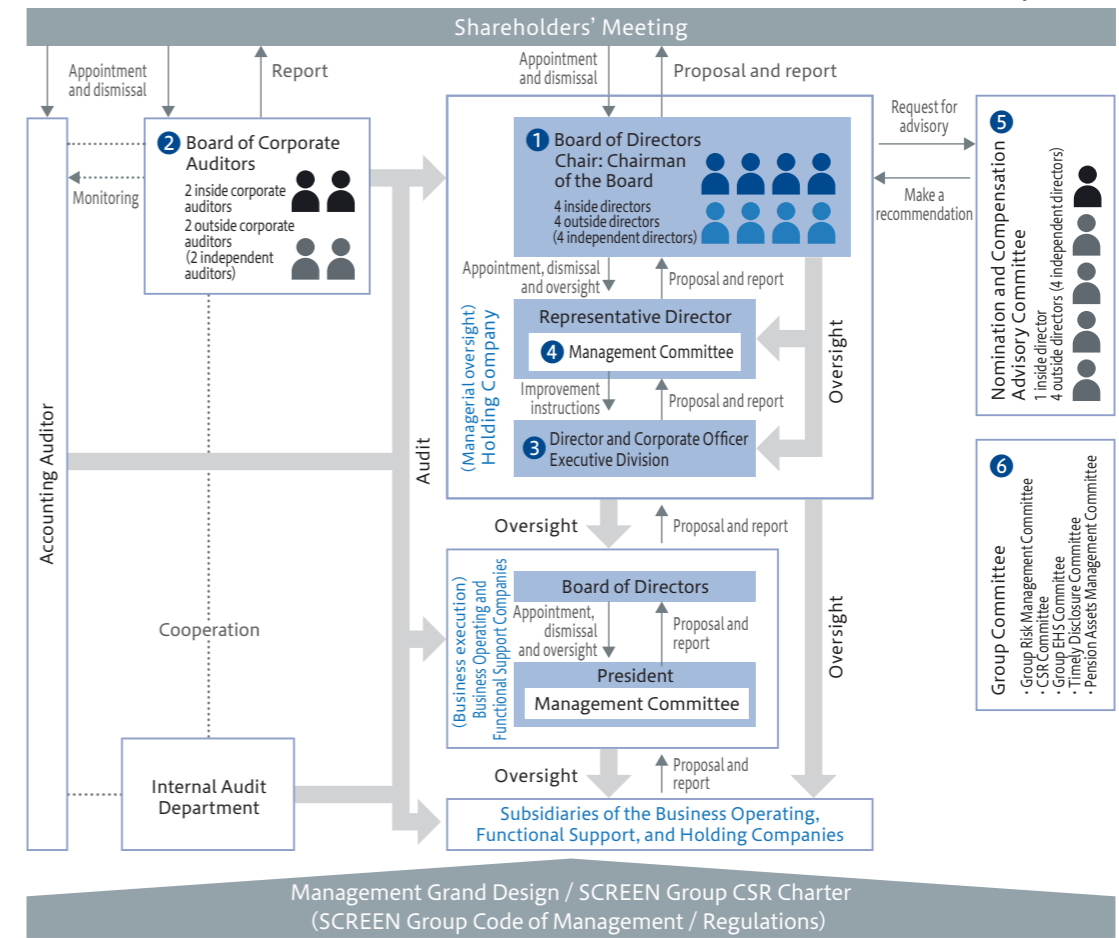 Shareholders' Meeting
Appointment
and dismissal
Report
Appointment
and dismissal
Proposal and report
Accounting Auditor
2 Board of Corporate
Auditors
2 inside corporate
auditors
2 outside corporate
auditors
(2 independent
auditors)
Monitoring
Cooperation
Internal Audit
Department
Audit
(Managerial oversight)
Holding Company
1 Board of Directors
Chair: Chairman
of the Board
4 inside directors
4 outside directors
(4 independent directors)
Appointment, dismissal
and oversight
Proposal and report
Representative Director
4 Management Committee
Improvement
instructions
Proposal and report
3 Director and Corporate Officer
Executive Division
Oversight
Request for
advisory
Make a
recommendation
5
Nomination and Compensation
Advisory Committee
1 inside director
4 outside directors (4 independent directors)
6
Group Committee
· Group Risk Management Committee
· CSR Committee
· Group EHS Committee
· Timely Disclosure Committee
· Pension Assets Management Committee
Oversight
Proposal and report
(Business execution)
Business Operating and
Functional Support Companies
Board of Directors
Appointment,
dismissal
and oversight
Proposal and
report
President
Management Committee
Oversight
Oversight
Proposal and
report
Subsidiaries of the Business Operating,
Functional Support, and Holding Companies
Management Grand Design / SCREEN Group CSR Charter
(SCREEN Group Code of Management / Regulations)